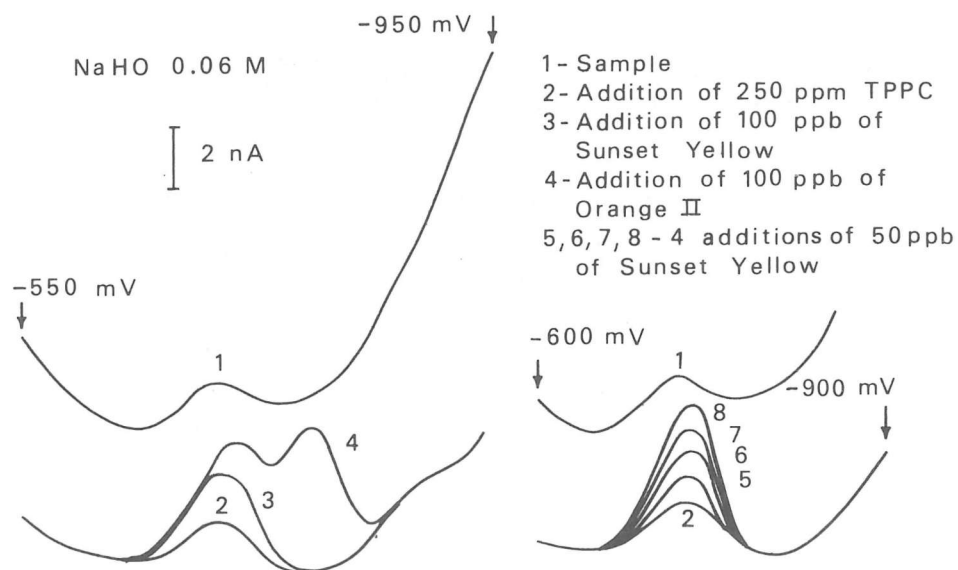 -950 mV
NaHO 0.06 M
2 nA
1- Sample
2- Addition of 250 ppm TPPC
3- Addition of 100 ppb of
Sunset Yellow
4- Addition of 100 ppb of
Orange II
5, 6, 7, 8 - 4 additions of 50 ppb
of Sunset Yellow
-550 mV
1
2
3
4
-600 mV
1
-900 mV
8
7
6
5
2